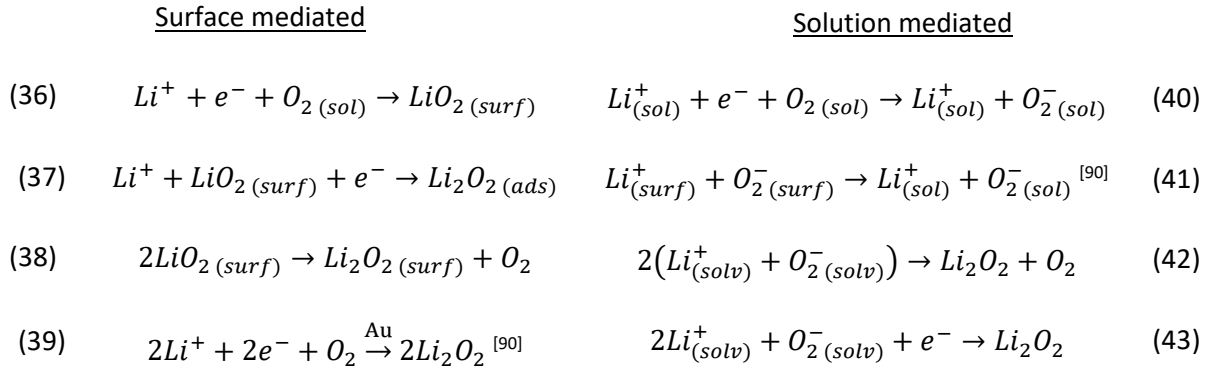 Surface mediated Solution mediated
(36) Li⁺ + e⁻ + O₂ (sol) → LiO₂ (surf) Li⁺(sol) + e⁻ + O₂ (sol) → Li⁺(sol) + O₂⁻ (sol) (40)
(37) Li⁺ + LiO₂ (surf) + e⁻ → Li₂O₂ (ads) Li⁺(surf) + O₂⁻ (surf) → Li⁺(sol) + O₂⁻ (sol) [90] (41)
(38) 2LiO₂ (surf) → Li₂O₂ (surf) + O₂ 2(Li⁺(solv) + O₂⁻ (solv)) → Li₂O₂ + O₂ (42)
(39) 2Li⁺ + 2e⁻ + O₂ Au→ 2Li₂O₂ [90] 2Li⁺(solv) + O₂⁻ (solv) + e⁻ → Li₂O₂ (43)